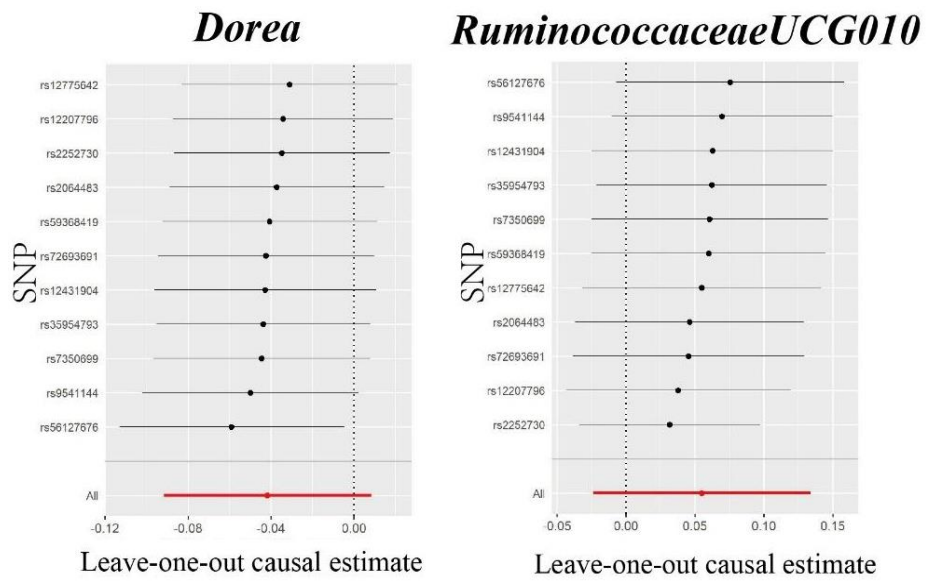 Dorea
rs12775642
rs12207796
rs2252730
rs2064483
rs59368419
rs72693691
rs12431904
rs35954793
rs7350699
rs9541144
rs56127676
All
SNP
-0.12 -0.08 -0.04 0.00
Leave-one-out causal estimate
RuminococcaceaeUCG010
rs56127676
rs9541144
rs12431904
rs35954793
rs7350699
rs59368419
rs12775642
rs2064483
rs72693691
rs12207796
rs2252730
All
SNP
-0.05 0.00 0.05 0.10 0.15
Leave-one-out causal estimate